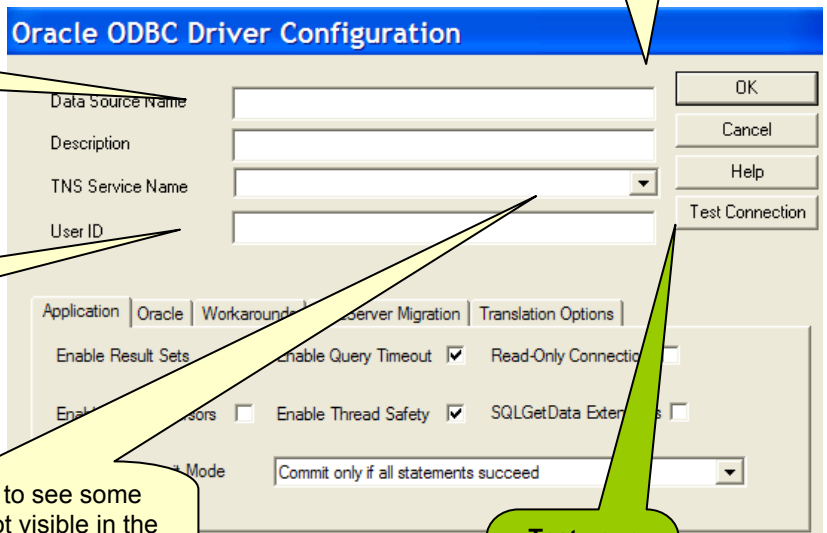 Oracle ODBC Driver Configuration
Data Source Name
OK
Description
Cancel
TNS Service Name
Help
User ID
Test Connection
Application Oracle Workarounds Server Migration Translation Options
Enable Result Sets Enable Query Timeout Read-Only Connection
Enable Thread Safety SQLGetData
Mode Commit only if all statements succeed
to see some
visible in the